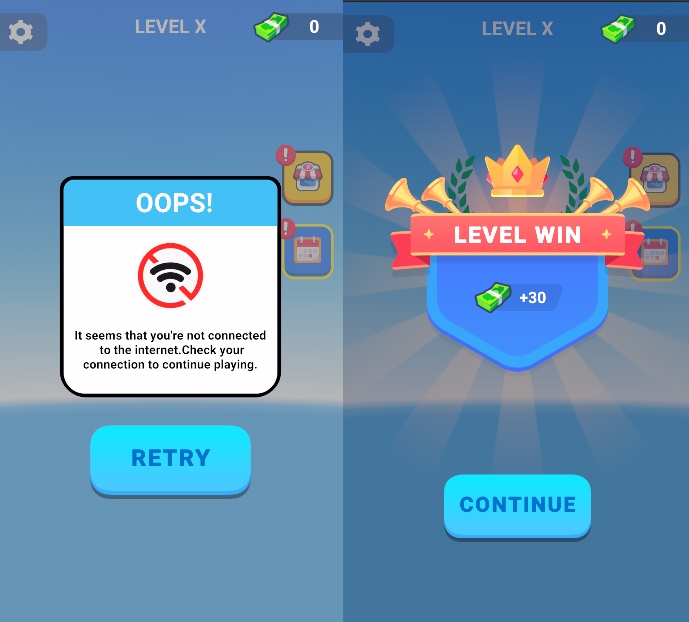 LEVEL X
0
!
OOPS!
!
It seems that you're not connected
to the internet.Check your
connection to continue playing.
RETRY
LEVEL X
0
!
LEVEL WIN
+30
CONTINUE